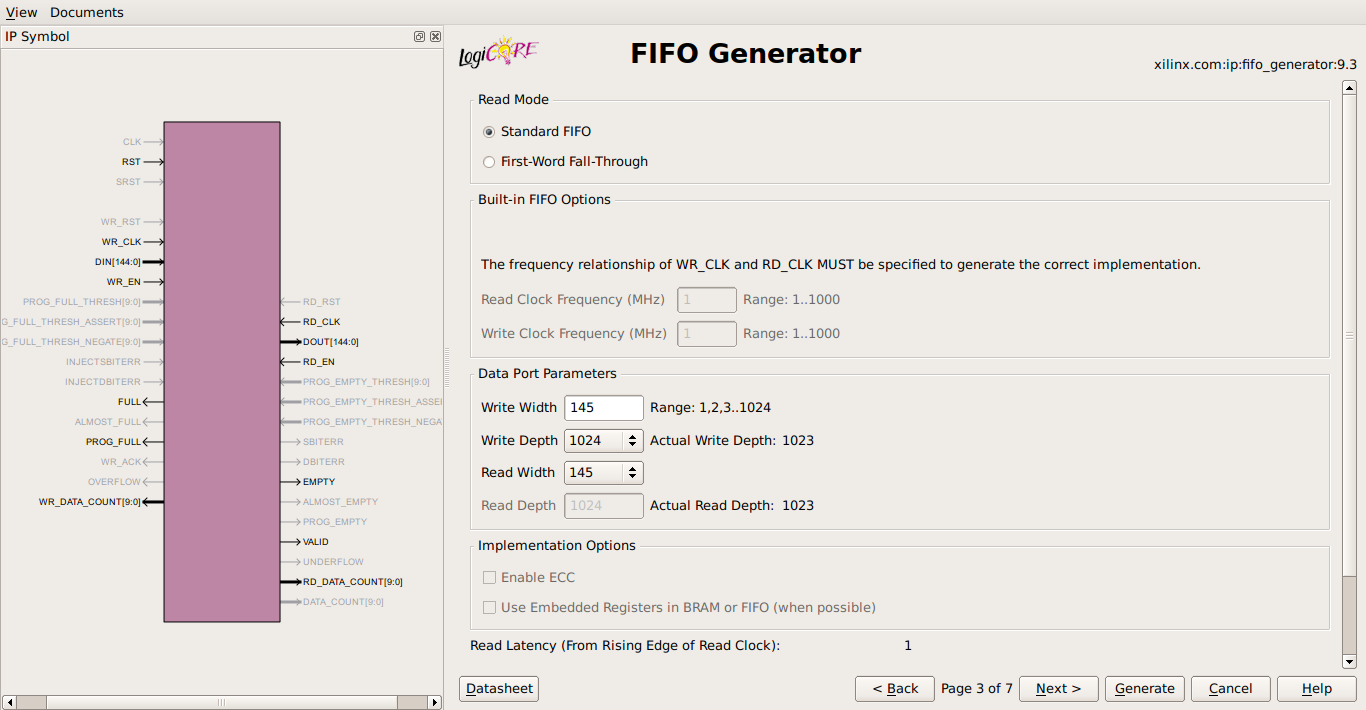 View Documents
IP Symbol
LogiCORE
FIFO Generator
xilinx.com:ip:fifo_generator:9.3
CLK
RST
SRST
WR_RST
WR_CLK
DIN[144:0]
WR_EN
PROG_FULL_THRESH[9:0]
G_FULL_THRESH_ASSERT[9:0]
G_FULL_THRESH_NEGATE[9:0]
INJECTSBITERR
INJECTDBITERR
FULL
ALMOST_FULL
PROG_FULL
WR_ACK
OVERFLOW
WR_DATA_COUNT[9:0]
RD_RST
RD_CLK
DOUT[144:0]
RD_EN
PROG_EMPTY_THRESH[9:0]
PROG_EMPTY_THRESH_ASSE
PROG_EMPTY_THRESH_NEGA
SBITERR
DBITERR
EMPTY
ALMOST_EMPTY
PROG_EMPTY
VALID
UNDERFLOW
RD_DATA_COUNT[9:0]
DATA_COUNT[9:0]
Read Mode
Standard FIFO
First-Word Fall-Through
Built-in FIFO Options
The frequency relationship of WR_CLK and RD_CLK MUST be specified to generate the correct implementation.
Read Clock Frequency (MHz) 1 Range: 1..1000
Write Clock Frequency (MHz) 1 Range: 1..1000
Data Port Parameters
Write Width 145 Range: 1,2,3..1024
Write Depth 1024 Actual Write Depth: 1023
Read Width 145
Read Depth 1024 Actual Read Depth: 1023
Implementation Options
Enable ECC
Use Embedded Registers in BRAM or FIFO (when possible)
Read Latency (From Rising Edge of Read Clock): 1
Datasheet < Back Page 3 of 7 Next > Generate Cancel Help